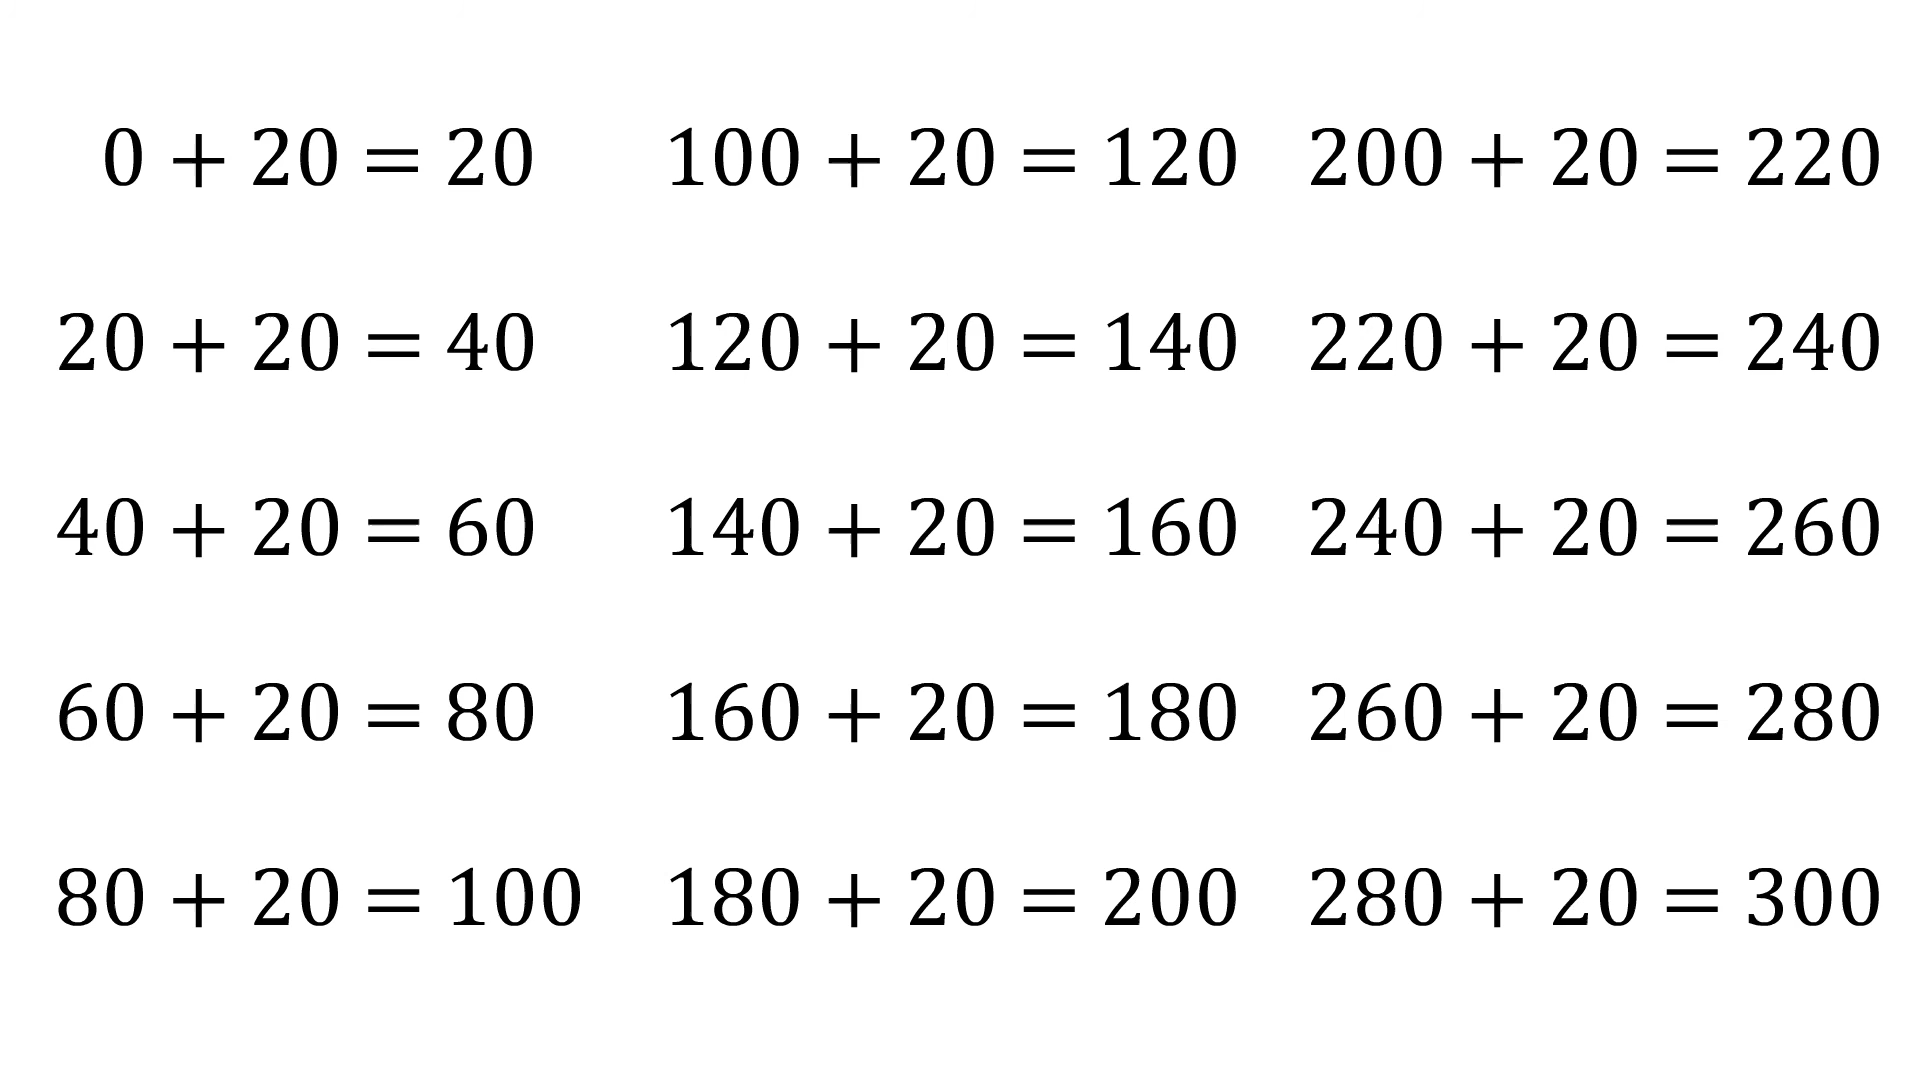 0 + 20 = 20 100 + 20 = 120 200 + 20 = 220
20 + 20 = 40 120 + 20 = 140 220 + 20 = 240
40 + 20 = 60 140 + 20 = 160 240 + 20 = 260
60 + 20 = 80 160 + 20 = 180 260 + 20 = 280
80 + 20 = 100 180 + 20 = 200 280 + 20 = 300